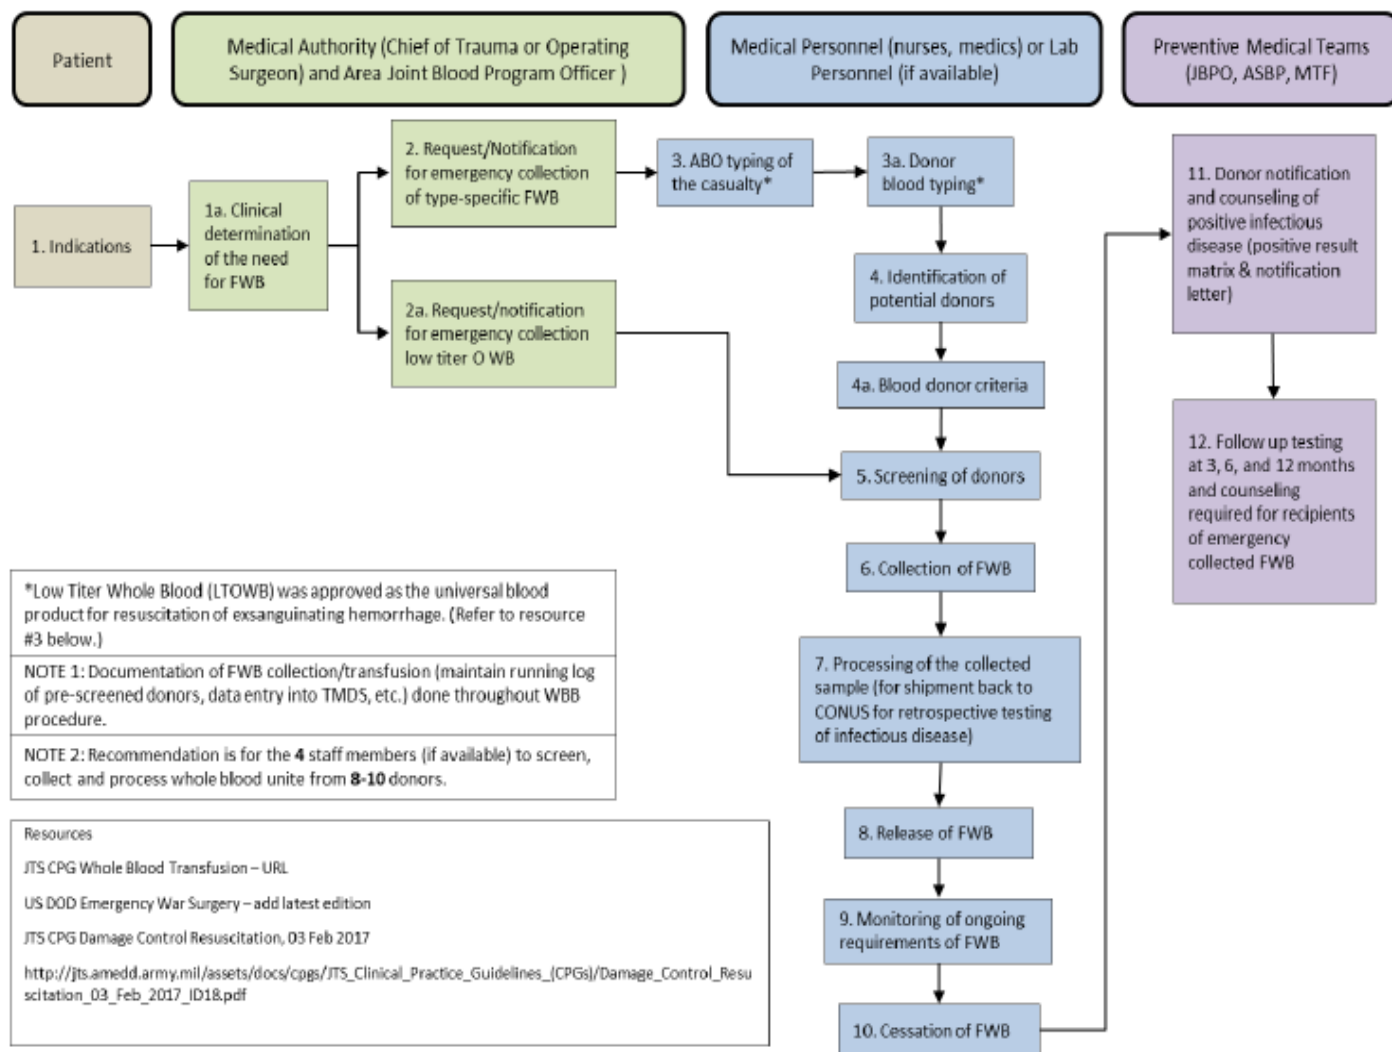 Patient
Medical Authority (Chief of Trauma or Operating
Surgeon) and Area Joint Blood Program Officer )
Medical Personnel (nurses, medics) or Lab
Personnel (if available)
Preventive Medical Teams
(JBPO, ASBP, MTF)
1. Indications
1a. Clinical
determination
of the need
for FWB
2. Request/Notification
for emergency collection
of type-specific FWB
2a. Request/notification
for emergency collection
low titer O WB
3. ABO typing of
the casualty*
3a. Donor
blood typing*
4. Identification of
potential donors
4a. Blood donor criteria
5. Screening of donors
6. Collection of FWB
7. Processing of the collected
sample (for shipment back to
CONUS for retrospective testing
of infectious disease)
8. Release of FWB
9. Monitoring of ongoing
requirements of FWB
10. Cessation of FWB
11. Donor notification
and counseling of
positive infectious
disease (positive result
matrix & notification
letter)
12. Follow up testing
at 3, 6, and 12 months
and counseling
required for recipients
of emergency
collected FWB
*Low Titer Whole Blood (LTOWB) was approved as the universal blood
product for resuscitation of exsanguinating hemorrhage. (Refer to resource
#3 below.)
NOTE 1: Documentation of FWB collection/transfusion (maintain running log
of pre-screened donors, data entry into TMDS, etc.) done throughout WBB
procedure.
NOTE 2: Recommendation is for the 4 staff members (if available) to screen,
collect and process whole blood unite from 8-10 donors.
Resources
JTS CPG Whole Blood Transfusion – URL
US DOD Emergency War Surgery – add latest edition
JTS CPG Damage Control Resuscitation, 03 Feb 2017
http://jts.amedd.army.mil/assets/docs/cpgs/JTS_Clinical_Practice_Guidelines_(CPGs)/Damage_Control_Resu
scitation_03_Feb_2017_ID18.pdf